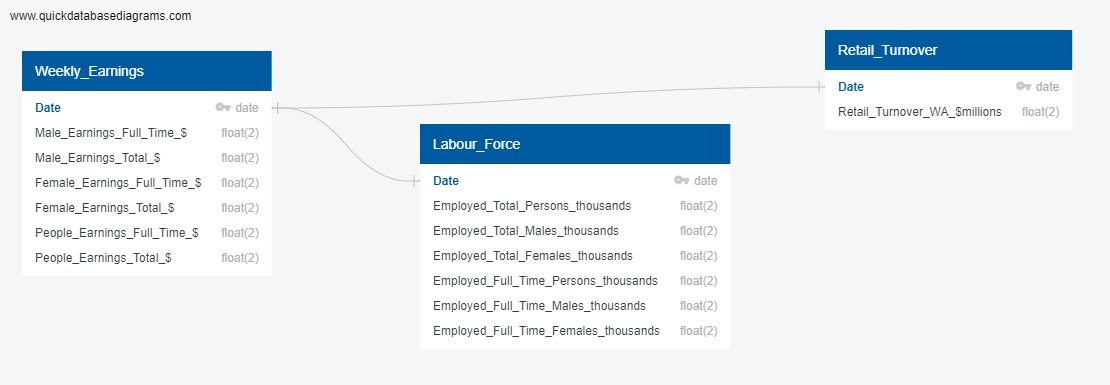 www.quickdatabasediagrams.com
Weekly_Earnings
Date date
Male_Earnings_Full_Time_$ float(2)
Male_Earnings_Total_$ float(2)
Female_Earnings_Full_Time_$ float(2)
Female_Earnings_Total_$ float(2)
People_Earnings_Full_Time_$ float(2)
People_Earnings_Total_$ float(2)
Labour_Force
Date date
Employed_Total_Persons_thousands float(2)
Employed_Total_Males_thousands float(2)
Employed_Total_Females_thousands float(2)
Employed_Full_Time_Persons_thousands float(2)
Employed_Full_Time_Males_thousands float(2)
Employed_Full_Time_Females_thousands float(2)
Retail_Turnover
Date date
Retail_Turnover_WA_$millions float(2)